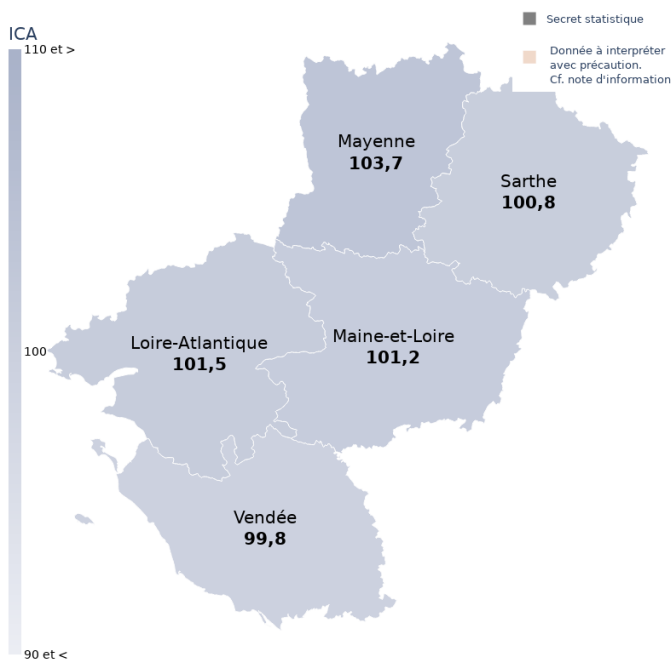 Secret statistique
Donnée à interpréter
avec précaution.
Cf. note d'information
ICA
110 et >
Mayenne
103,7
Sarthe
100,8
Loire-Atlantique
101,5
Maine-et-Loire
101,2
100
Vendée
99,8
90 et <